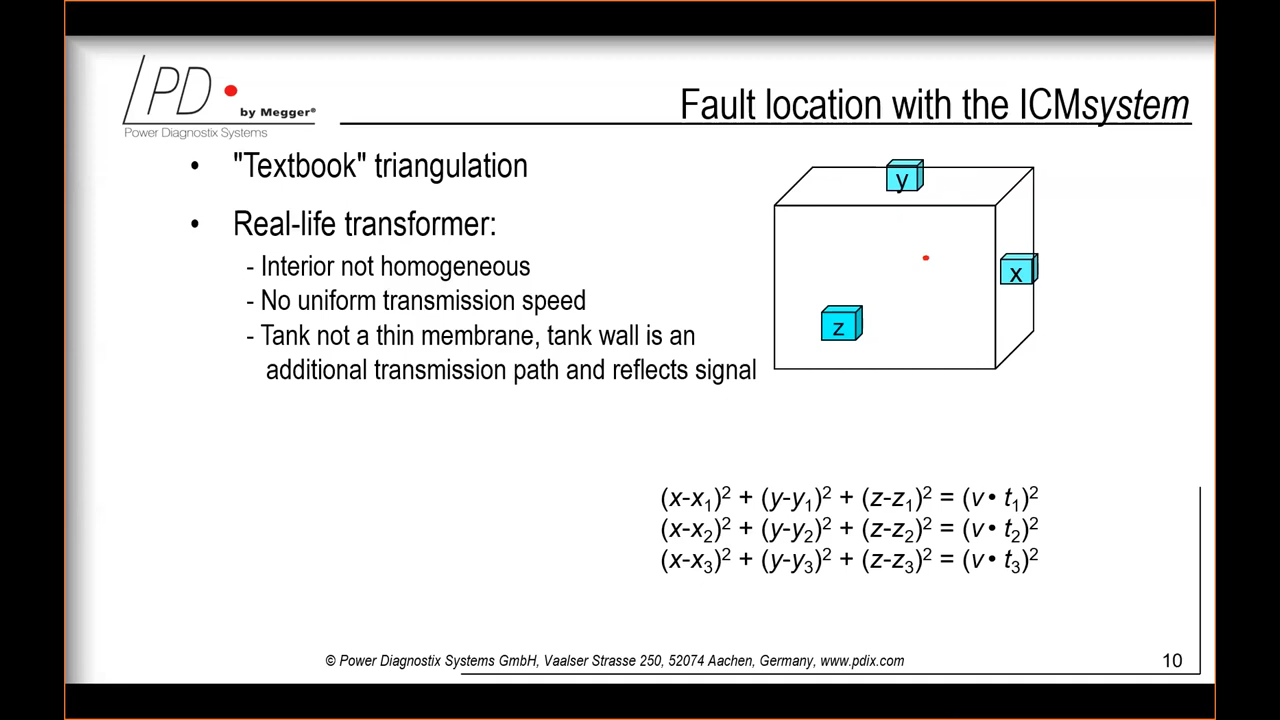 PD
by Megger®
Power Diagnostix Systems
Fault location with the ICMsystem
• "Textbook" triangulation
• Real-life transformer:
- Interior not homogeneous
- No uniform transmission speed
- Tank not a thin membrane, tank wall is an
additional transmission path and reflects signal
y
x
z
(x-x₁)² + (y-y₁)² + (z-z₁)² = (v • t₁)²
(x-x₂)² + (y-y₂)² + (z-z₂)² = (v • t₂)²
(x-x₃)² + (y-y₃)² + (z-z₃)² = (v • t₃)²
© Power Diagnostix Systems GmbH, Vaalser Strasse 250, 52074 Aachen, Germany, www.pdix.com
10